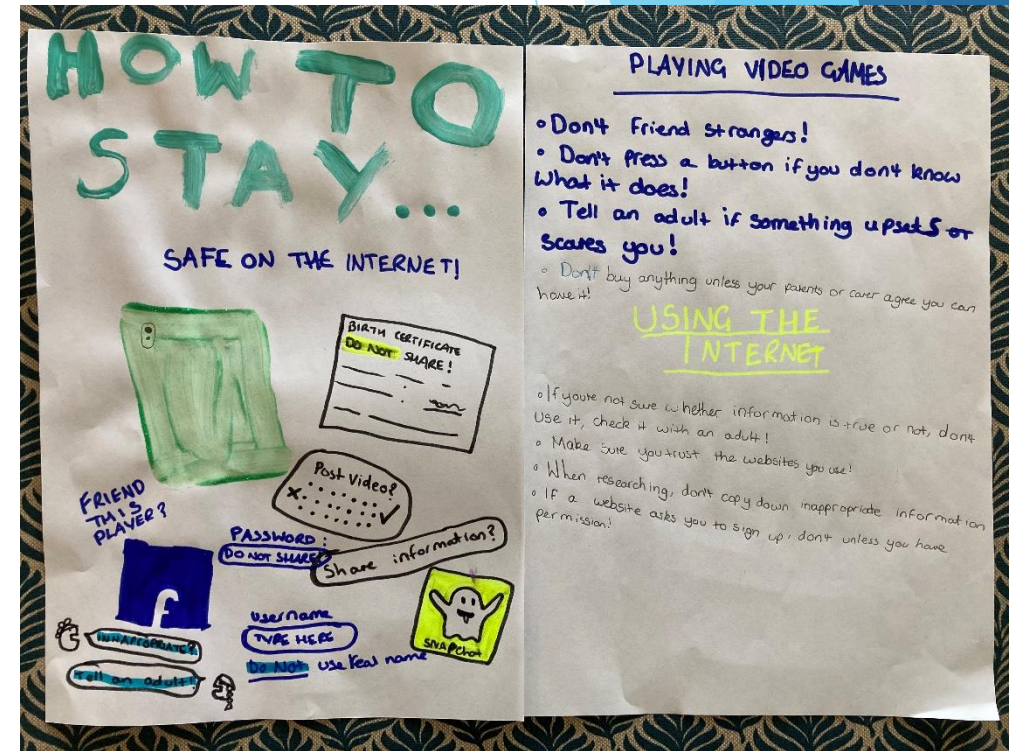 HOW TO
STAY...
SAFE ON THE INTERNET!
BIRTH CERTIFICATE
DO NOT SHARE!
Post Video?
FRIEND
THIS
PLAYER?
PASSWORD:
DO NOT SHARE
Share information?
f
username
TYPE HERE
Do Not use real name
SNAPChat
INNAPROPRIATE?
Tell an adult!
PLAYING VIDEO GAMES
• Don't Friend strangers!
• Don't Press a button if you don't know
what it does!
• Tell an adult if something upsets or
scares you!
• Don't buy anything unless your parents or carer agree you can
have it!
USING THE
INTERNET
• If youre not sure whether information is true or not, don't
use it, check it with an adult!
• Make sure you trust the websites you use!
• When researching, don't copy down inappropriate information
• If a website asks you to sign up, don't unless you have
permission!